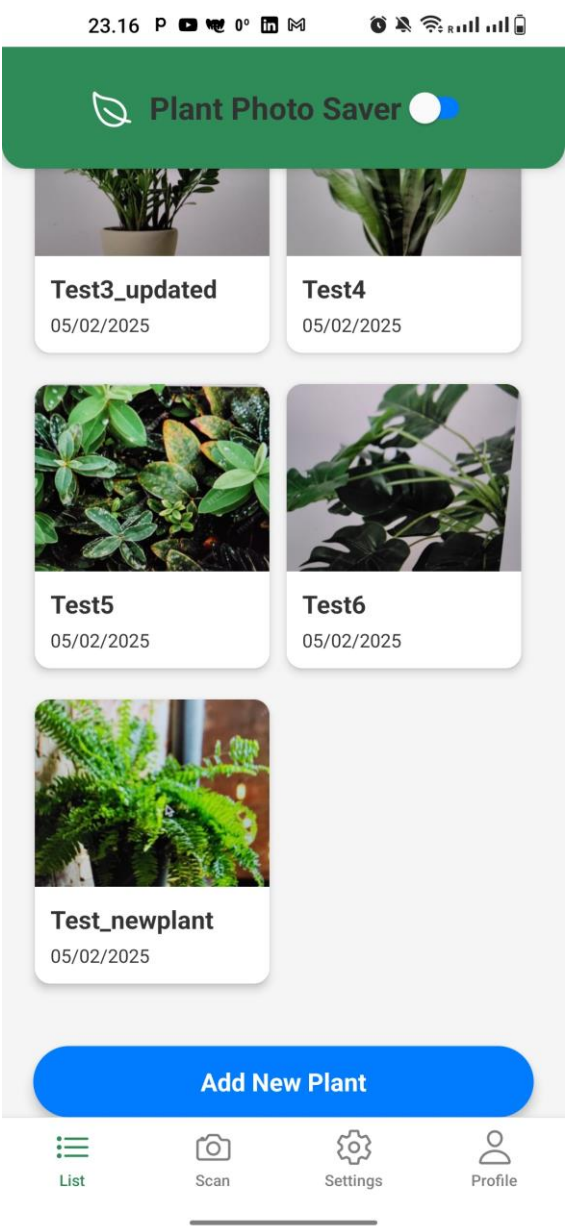 23.16 P 0°
Plant Photo Saver
Test3_updated
05/02/2025
Test4
05/02/2025
Test5
05/02/2025
Test6
05/02/2025
Test_newplant
05/02/2025
Add New Plant
List
Scan
Settings
Profile